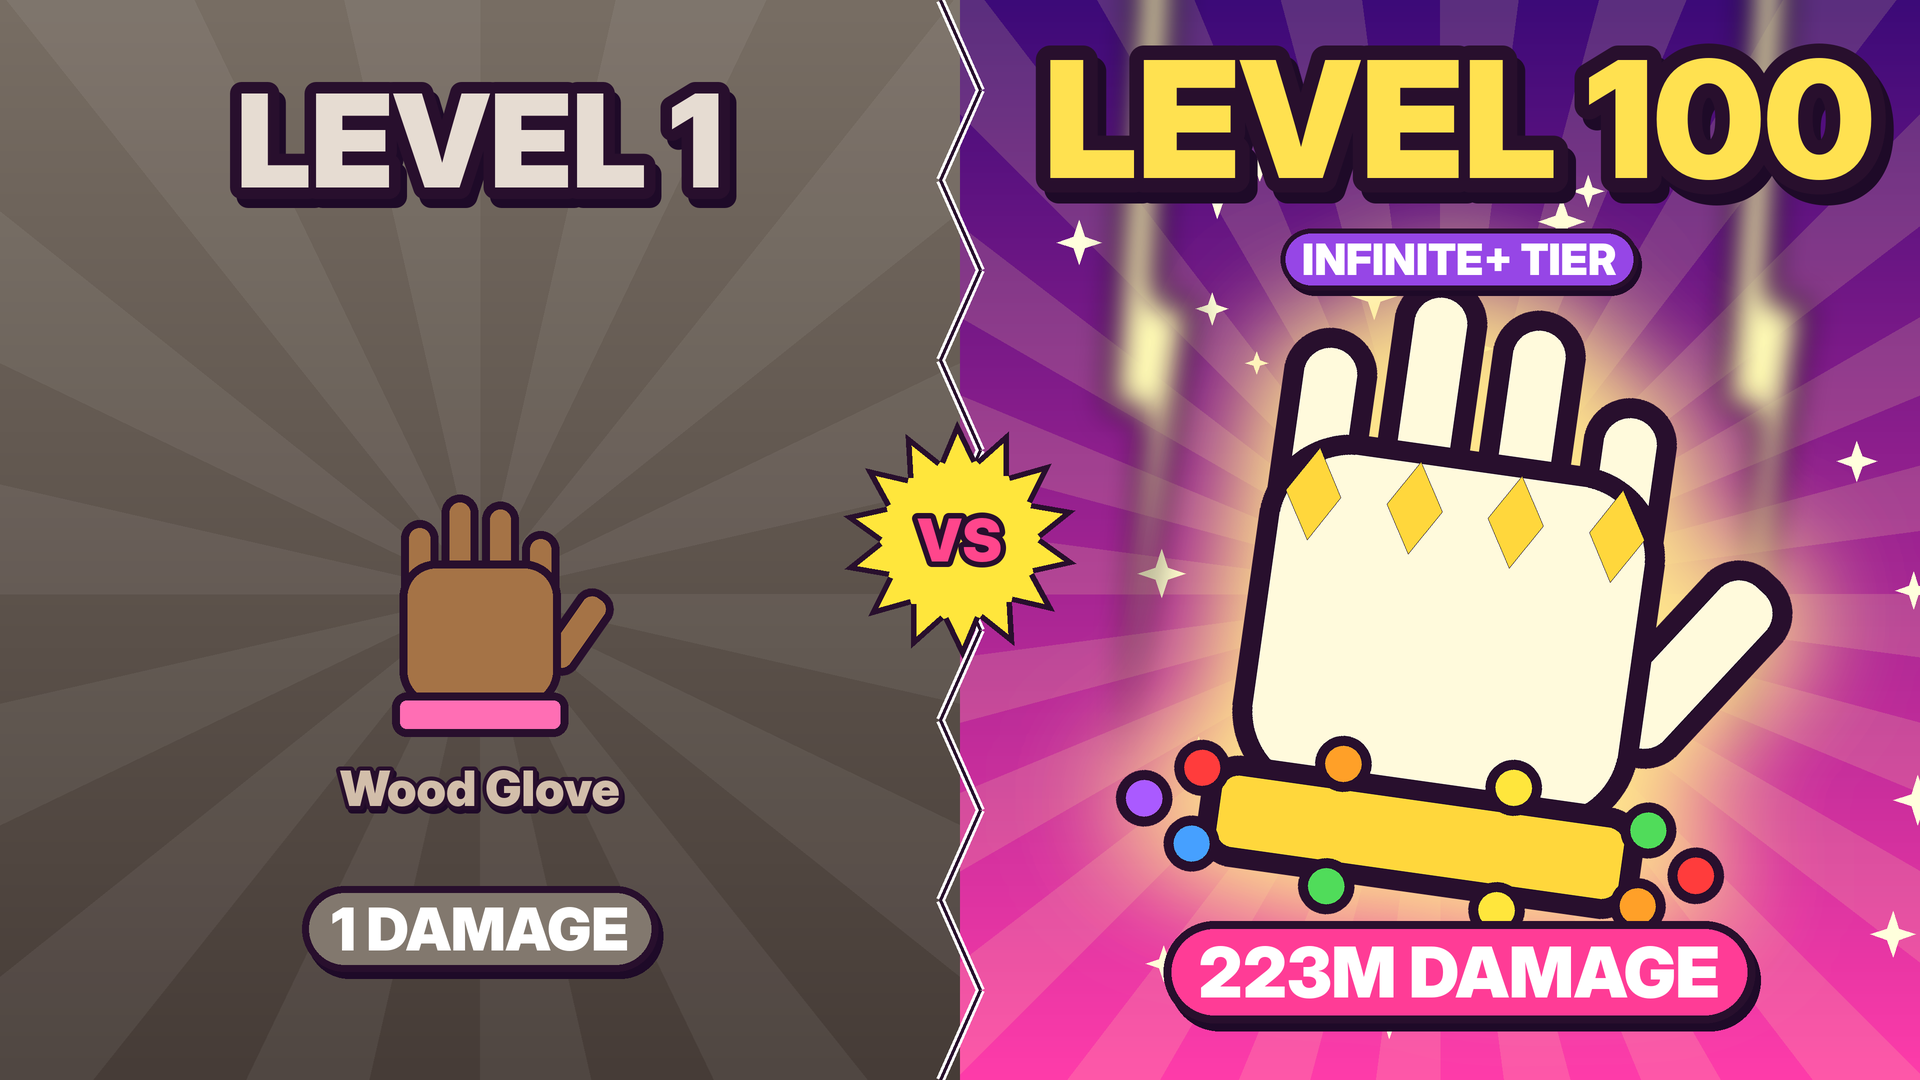 LEVEL 1
Wood Glove
1 DAMAGE
VS
LEVEL 100
INFINITE+ TIER
223M DAMAGE